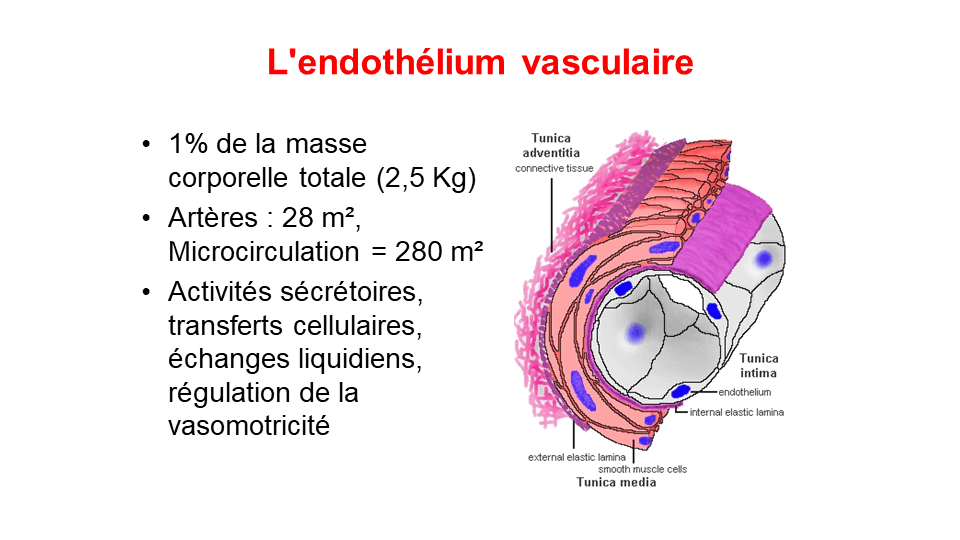 L'endothélium vasculaire
• 1% de la masse
corporelle totale (2,5 Kg)
• Artères : 28 m²,
Microcirculation = 280 m²
• Activités sécrétoires,
transferts cellulaires,
échanges liquidiens,
régulation de la
vasomotricité
Tunica
adventitia
connective tissue
Tunica
intima
endothelium
internal elastic lamina
external elastic lamina
smooth muscle cells
Tunica media